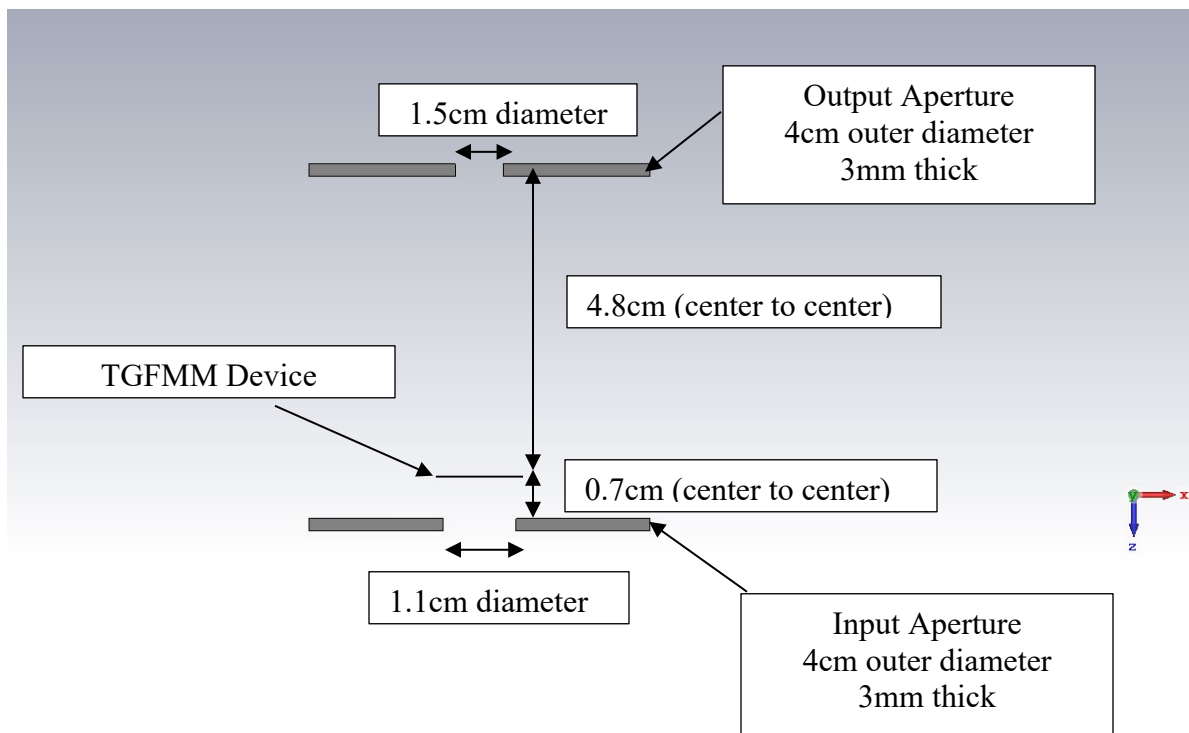 1.5cm diameter
Output Aperture
4cm outer diameter
3mm thick
4.8cm (center to center)
TGFMM Device
0.7cm (center to center)
y
x
z
1.1cm diameter
Input Aperture
4cm outer diameter
3mm thick